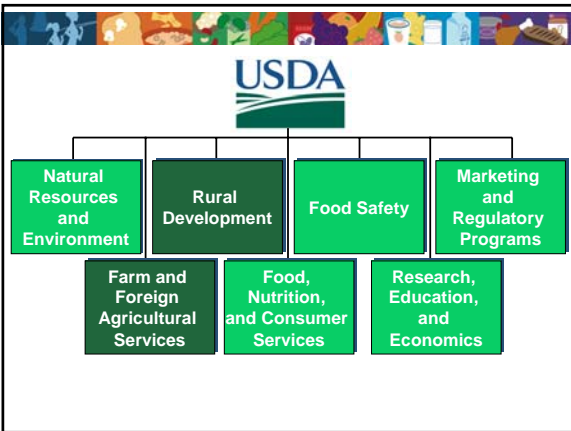 USDA
Natural
Resources
and
Environment
Rural
Development
Food Safety
Marketing
and
Regulatory
Programs
Farm and
Foreign
Agricultural
Services
Food,
Nutrition,
and Consumer
Services
Research,
Education,
and
Economics